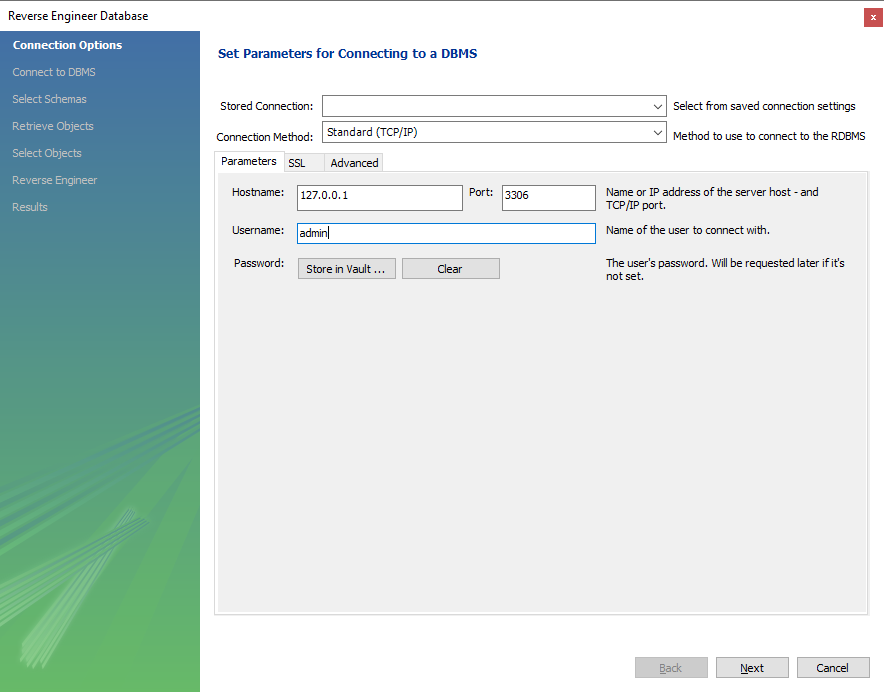 Reverse Engineer Database
x
Connection Options
Connect to DBMS
Select Schemas
Retrieve Objects
Select Objects
Reverse Engineer
Results
Set Parameters for Connecting to a DBMS
Stored Connection:
Select from saved connection settings
Connection Method: Standard (TCP/IP)
Method to use to connect to the RDBMS
Parameters SSL Advanced
Hostname: 127.0.0.1 Port: 3306
Name or IP address of the server host - and
TCP/IP port.
Username: admin
Name of the user to connect with.
Password: Store in Vault ... Clear
The user's password. Will be requested later if it's
not set.
Back Next Cancel